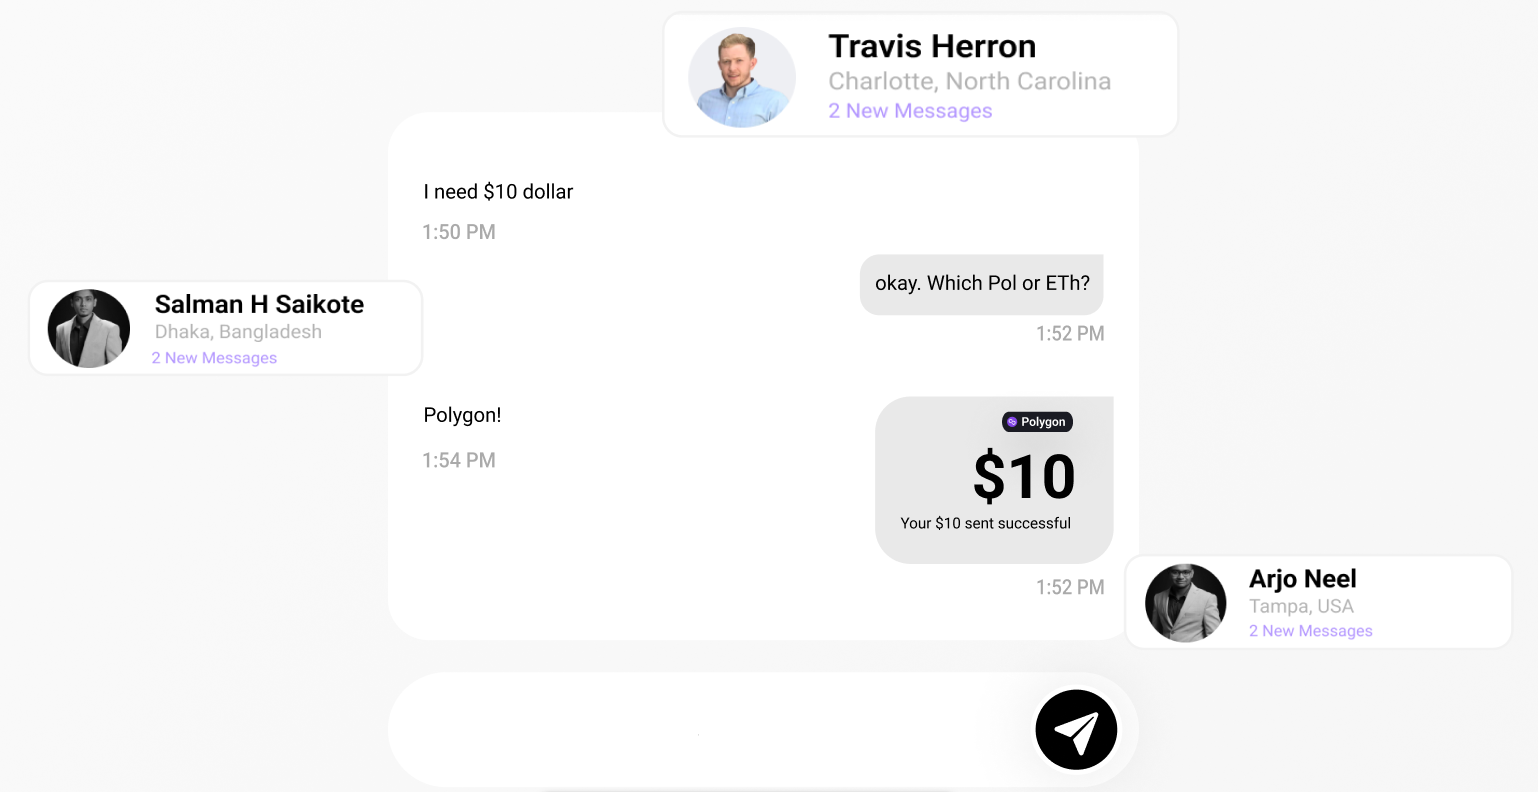 Travis Herron
Charlotte, North Carolina
2 New Messages
I need $10 dollar
1:50 PM
okay. Which Pol or ETh?
1:52 PM
Salman H Saikote
Dhaka, Bangladesh
2 New Messages
Polygon!
1:54 PM
Polygon
$10
Your $10 sent successful
1:52 PM
Arjo Neel
Tampa, USA
2 New Messages